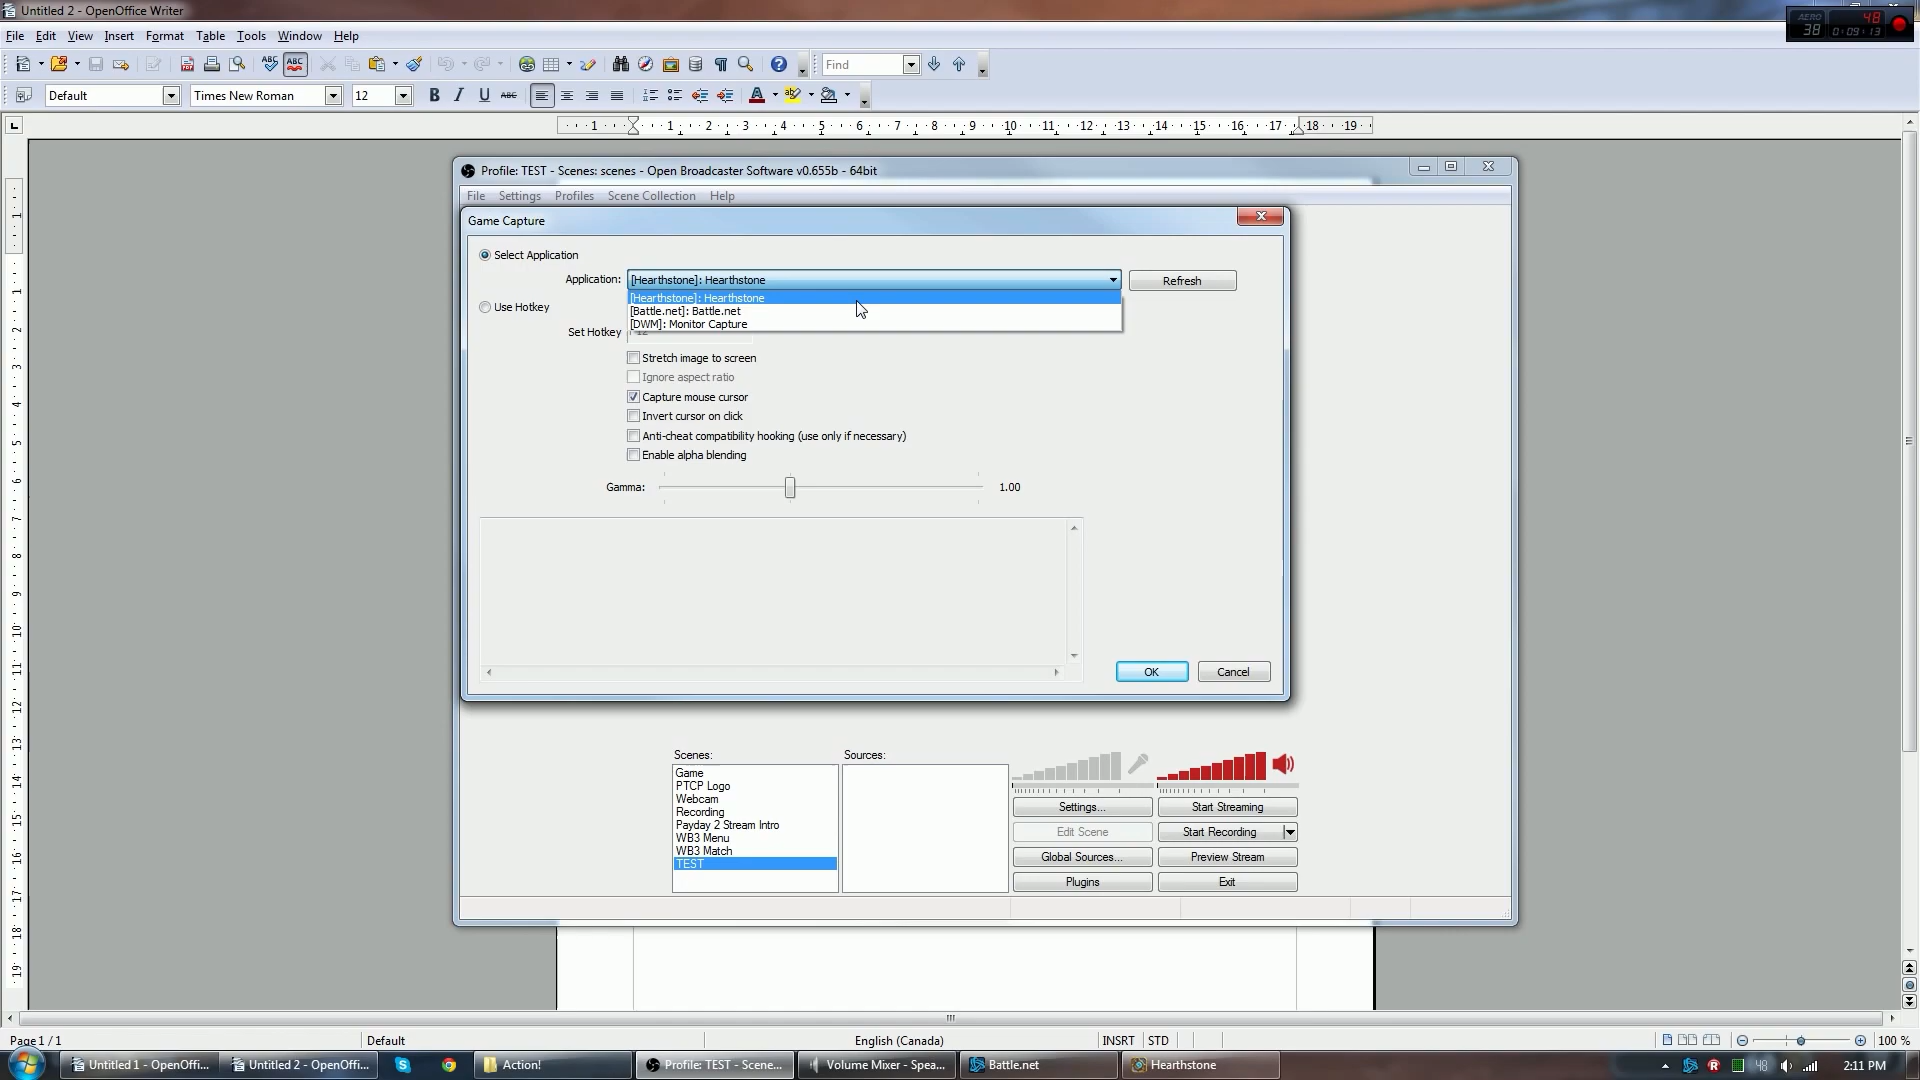 Untitled 2 - OpenOffice Writer
AERO
38
48
0:09:13
File Edit View Insert Format Table Tools Window Help
Find
Default
Times New Roman
12
Profile: TEST - Scenes: scenes - Open Broadcaster Software v0.655b - 64bit
File Settings Profiles Scene Collection Help
Game Capture
Select Application
Application: [Hearthstone]: Hearthstone
Refresh
[Hearthstone]: Hearthstone
[Battle.net]: Battle.net
[DWM]: Monitor Capture
Use Hotkey
Set Hotkey
Stretch image to screen
Ignore aspect ratio
Capture mouse cursor
Invert cursor on click
Anti-cheat compatibility hooking (use only if necessary)
Enable alpha blending
Gamma: 1.00
OK Cancel
Scenes: Sources:
Game
PTCP Logo
Webcam
Recording
Payday 2 Stream Intro
WB3 Menu
WB3 Match
TEST
Settings... Start Streaming
Edit Scene Start Recording
Global Sources... Preview Stream
Plugins Exit
Page 1 / 1 Default English (Canada) INSRT STD 100 %
Untitled 1 - OpenOffi... Untitled 2 - OpenOffi... Action! Profile: TEST - Scene... Volume Mixer - Spea... Battle.net Hearthstone 48 2:11 PM